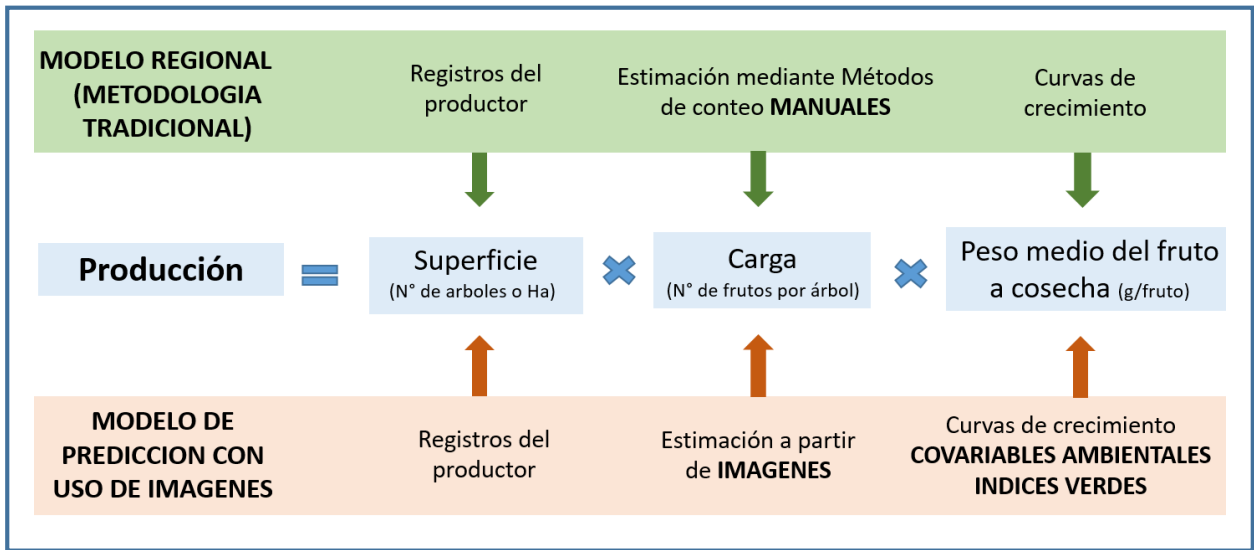 MODELO REGIONAL
(METODOLOGIA
TRADICIONAL)
Registros del
productor
Estimación mediante Métodos
de conteo MANUALES
Curvas de
crecimiento
Producción
=
Superficie
(N° de arboles o Ha)
×
Carga
(N° de frutos por árbol)
×
Peso medio del fruto
a cosecha (g/fruto)
MODELO DE
PREDICCION CON
USO DE IMAGENES
Registros del
productor
Estimación a partir
de IMAGENES
Curvas de crecimiento
COVARIABLES AMBIENTALES
INDICES VERDES